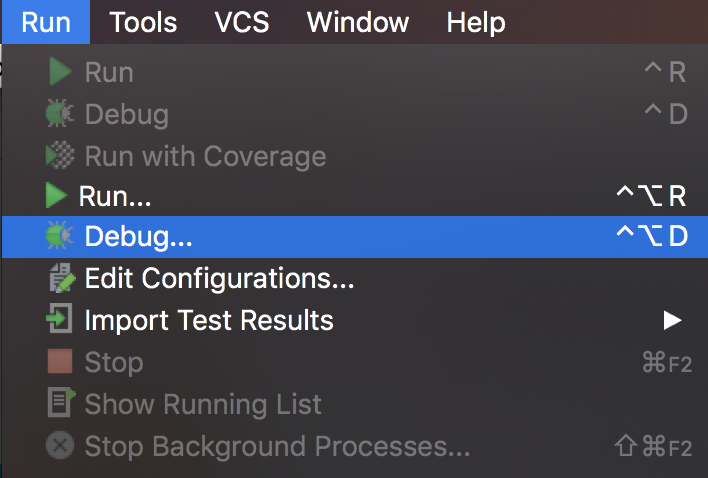 Run Tools VCS Window Help
Run ⌃R
Debug ⌃D
Run with Coverage
Run... ⌃⌥R
Debug... ⌃⌥D
Edit Configurations...
Import Test Results ▶
Stop ⌘F2
Show Running List
Stop Background Processes... ⇧⌘F2